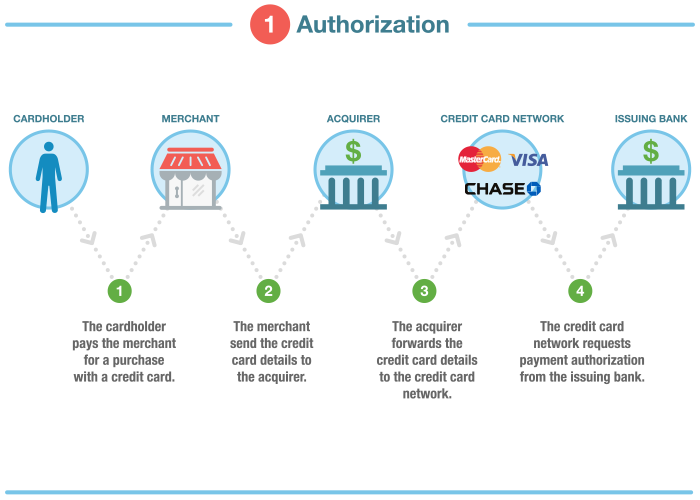 1 Authorization
CARDHOLDER
MERCHANT
ACQUIRER
CREDIT CARD NETWORK
ISSUING BANK
$
MasterCard
VISA
CHASE
$
1
2
3
4
The cardholder
pays the merchant
for a purchase
with a credit card.
The merchant
send the credit
card details to
the acquirer.
The acquirer
forwards the
credit card details
to the credit card
network.
The credit card
network requests
payment authorization
from the issuing bank.